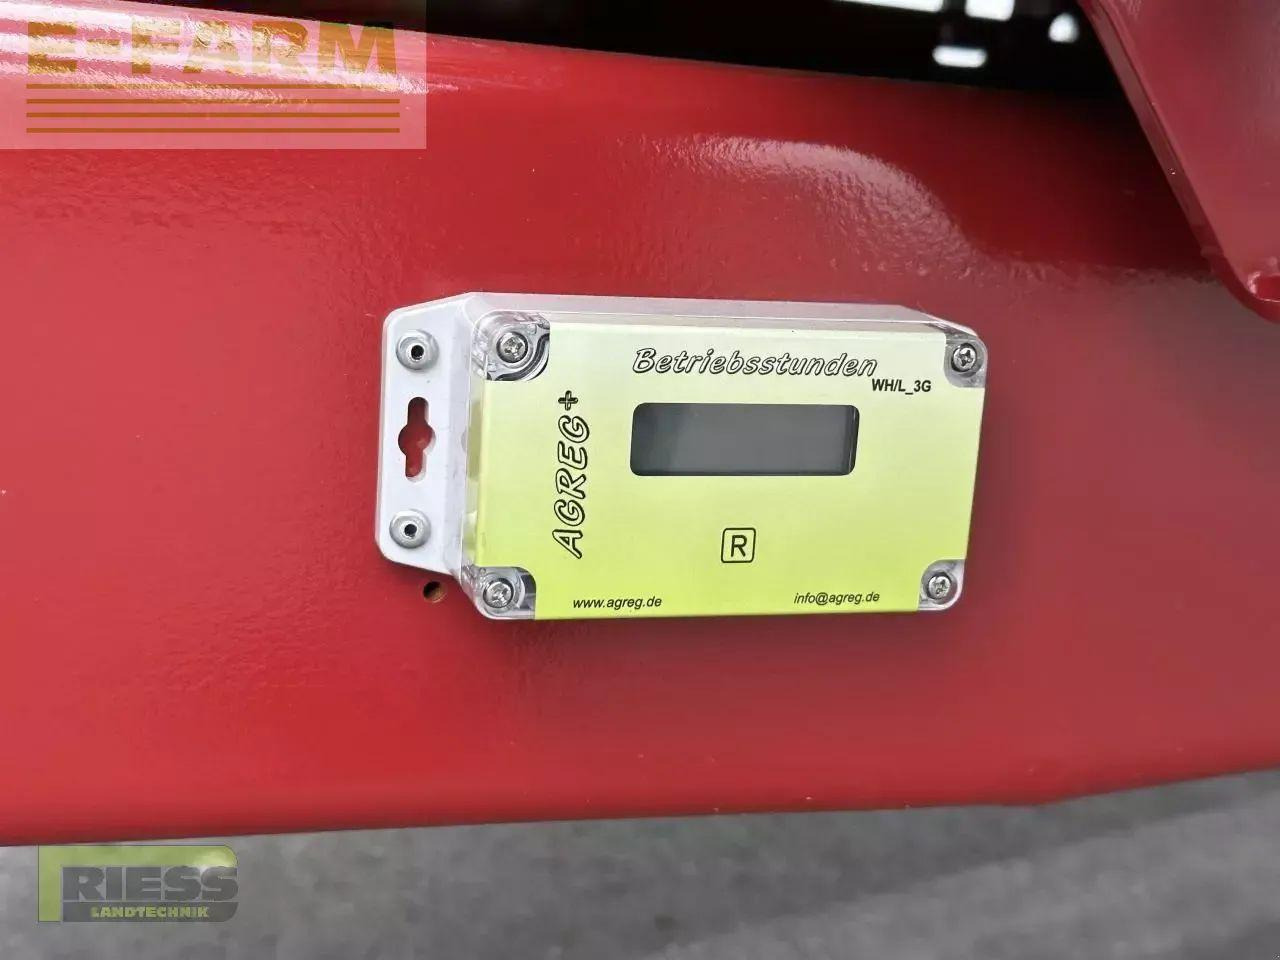 E-FARM
Betriebsstunden
WH/L_3G
AGREG+
R
www.agreg.de
info@agreg.de
RIESS
LANDTECHNIK